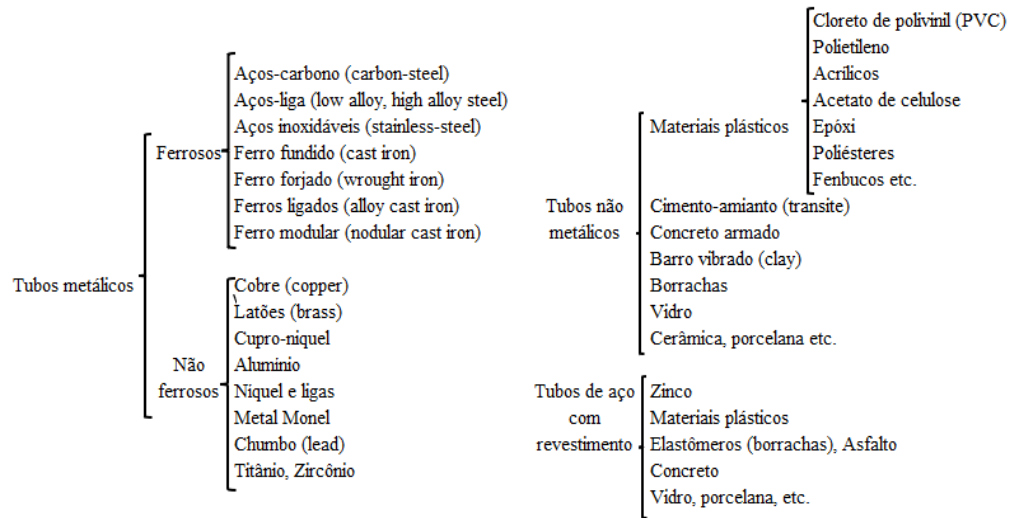 Tubos metálicos
Ferrosos
Aços-carbono (carbon-steel)
Aços-liga (low alloy, high alloy steel)
Aços inoxidáveis (stainless-steel)
Ferro fundido (cast iron)
Ferro forjado (wrought iron)
Ferros ligados (alloy cast iron)
Ferro modular (nodular cast iron)
Não
ferrosos
Cobre (copper)
Latões (brass)
Cupro-niquel
Aluminio
Niquel e ligas
Metal Monel
Chumbo (lead)
Titânio, Zircônio
Tubos não
metálicos
Materiais plásticos
Cloreto de polivinil (PVC)
Polietileno
Acrílicos
Acetato de celulose
Epóxi
Poliésteres
Fenbucos etc.
Cimento-amianto (transite)
Concreto armado
Barro vibrado (clay)
Borrachas
Vidro
Cerâmica, porcelana etc.
Tubos de aço
com
revestimento
Zinco
Materiais plásticos
Elastômeros (borrachas), Asfalto
Concreto
Vidro, porcelana, etc.